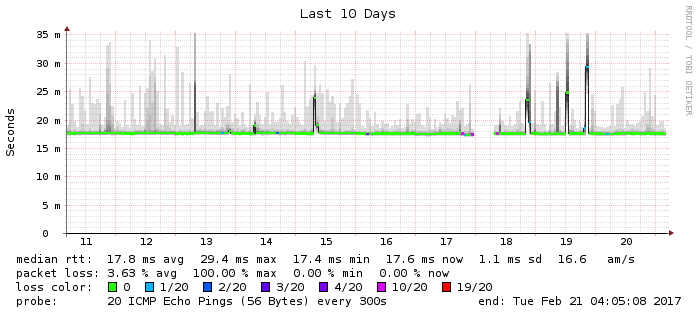 Last 10 Days
RRDTOOL / TOBI OETIKER
Seconds
35 m
30 m
25 m
20 m
15 m
10 m
5 m
0
11 12 13 14 15 16 17 18 19 20
median rtt: 17.8 ms avg 29.4 ms max 17.4 ms min 17.6 ms now 1.1 ms sd 16.6 am/s
packet loss: 3.63 % avg 100.00 % max 0.00 % min 0.00 % now
loss color: 0 1/20 2/20 3/20 4/20 10/20 19/20
probe: 20 ICMP Echo Pings (56 Bytes) every 300s end: Tue Feb 21 04:05:08 2017